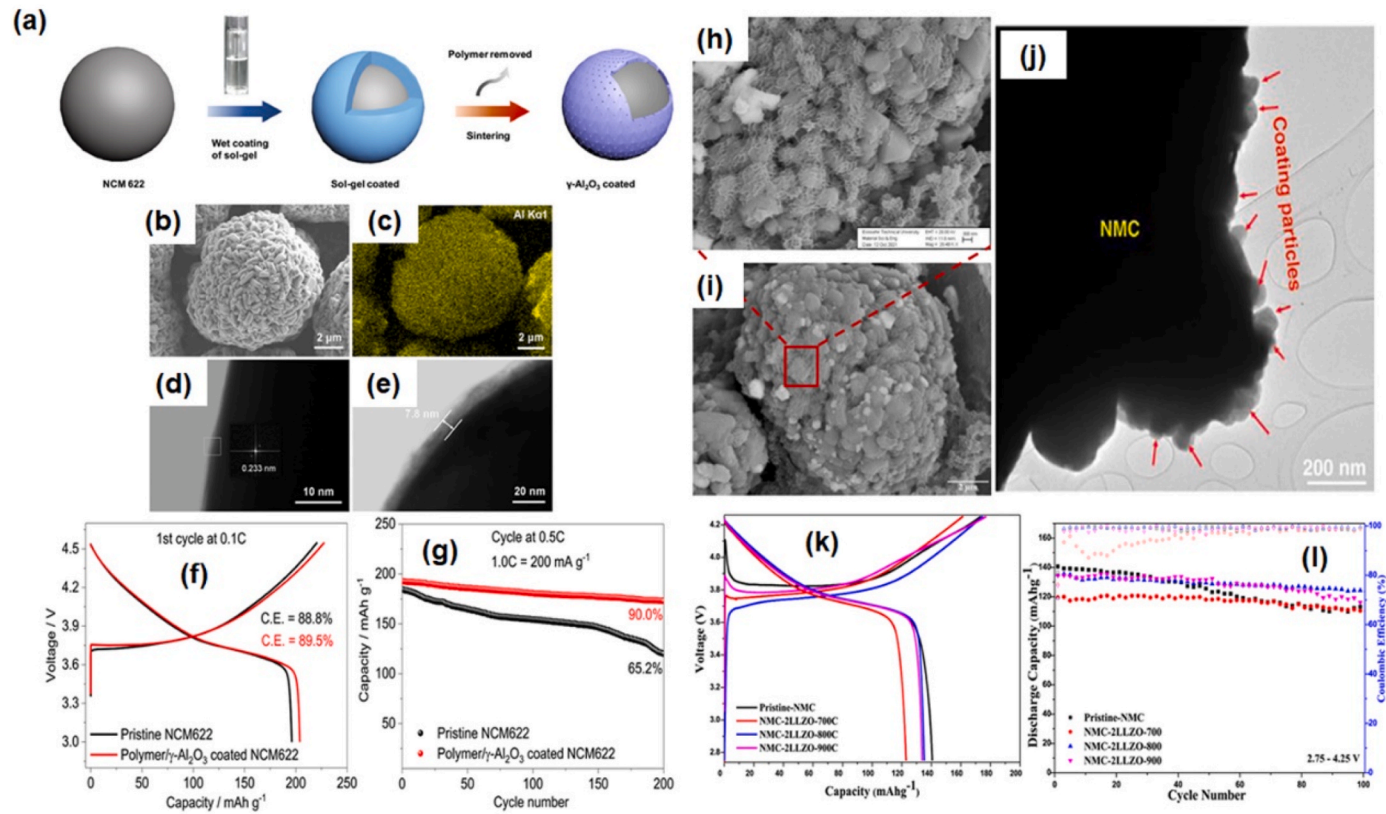 (a)
Polymer removed
Wet coating
of sol-gel
Sintering
NCM 622
Sol-gel coated
γ-Al₂O₃ coated
(b)
2 μm
(c)
Al Kα1
2 μm
(d)
0.233 nm
10 nm
(e)
7.8 nm
20 nm
(f)
1st cycle at 0.1C
C.E. = 88.8%
C.E. = 89.5%
Pristine NCM622
Polymer/γ-Al₂O₃ coated NCM622
Voltage / V
4.5
4.2
3.9
3.6
3.3
3.0
0 50 100 150 200 250
Capacity / mAh g⁻¹
(g)
Cycle at 0.5C
1.0C = 200 mA g⁻¹
90.0%
65.2%
Pristine NCM622
Polymer/γ-Al₂O₃ coated NCM622
Capacity / mAh g⁻¹
250
200
150
100
50
0 50 100 150 200
Cycle number
(h)
(i)
(j)
NMC
Coating particles
200 nm
(k)
Pristine-NMC
NMC-2LLZO-700C
NMC-2LLZO-800C
NMC-2LLZO-900C
Voltage (V)
4.2
4.0
3.8
3.6
3.4
3.2
3.0
2.8
0 20 40 60 80 100 120 140 160 180 200
Capacity (mAhg⁻¹)
(l)
Pristine-NMC
NMC-2LLZO-700
NMC-2LLZO-800
NMC-2LLZO-900
2.75 - 4.25 V
Discharge Capacity (mAhg⁻¹)
160
140
120
100
80
60
40
20
0
0 20 40 60 80 100
Cycle Number
Coulombic Efficiency (%)
100
80
60
40
20
0